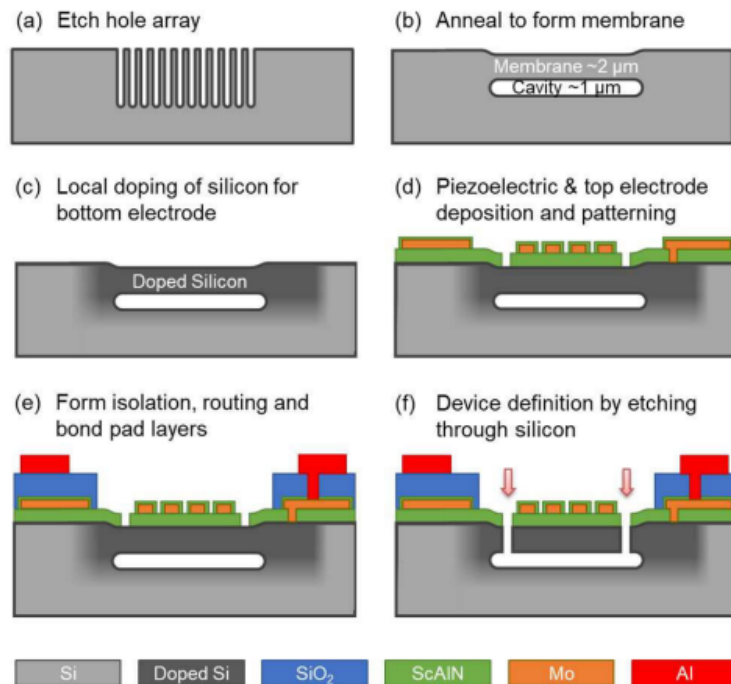 (a) Etch hole array
(b) Anneal to form membrane
Membrane ~2 µm
Cavity ~1 µm
(c) Local doping of silicon for
bottom electrode
Doped Silicon
(d) Piezoelectric & top electrode
deposition and patterning
(e) Form isolation, routing and
bond pad layers
(f) Device definition by etching
through silicon
Si
Doped Si
SiO₂
ScAlN
Mo
Al